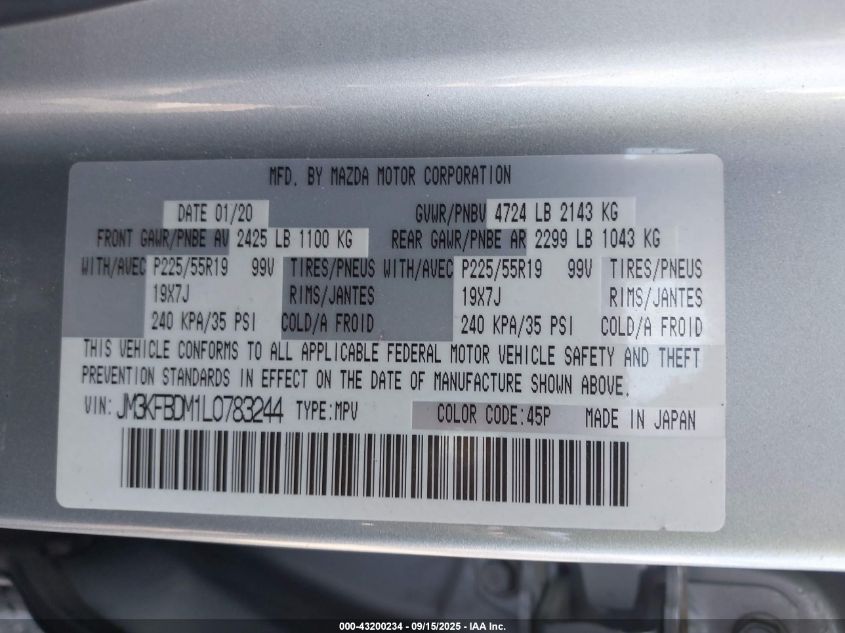 MFD. BY MAZDA MOTOR CORPORATION
DATE 01/20 GVWR/PNBV 4724 LB 2143 KG
FRONT GAWR/PNBE AV 2425 LB 1100 KG REAR GAWR/PNBE AR 2299 LB 1043 KG
WITH/AVEC P225/55R19 99V TIRES/PNEUS WITH/AVEC P225/55R19 99V TIRES/PNEUS
19X7J RIMS/JANTES 19X7J RIMS/JANTES
240 KPA/35 PSI COLD/A FROID 240 KPA/35 PSI COLD/A FROID
THIS VEHICLE CONFORMS TO ALL APPLICABLE FEDERAL MOTOR VEHICLE SAFETY AND THEFT
PREVENTION STANDARDS IN EFFECT ON THE DATE OF MANUFACTURE SHOWN ABOVE.
VIN: JM3KFBDM1L0783244 TYPE:MPV COLOR CODE:45P MADE IN JAPAN
000-43200234 - 09/15/2025 - IAA Inc.